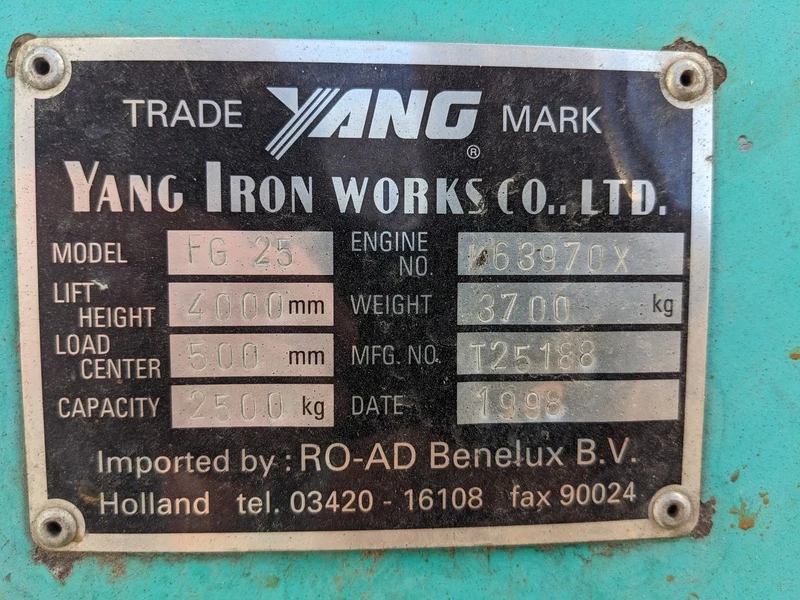 TRADE YANG MARK
®
YANG IRON WORKS CO., LTD.
MODEL FG 25 ENGINE NO. K63970X
LIFT HEIGHT 4000mm WEIGHT 3700 kg
LOAD CENTER 500 mm MFG. NO. T25188
CAPACITY 2500 kg DATE 1998
Imported by : RO-AD Benelux B.V.
Holland tel. 03420 - 16108 fax 90024